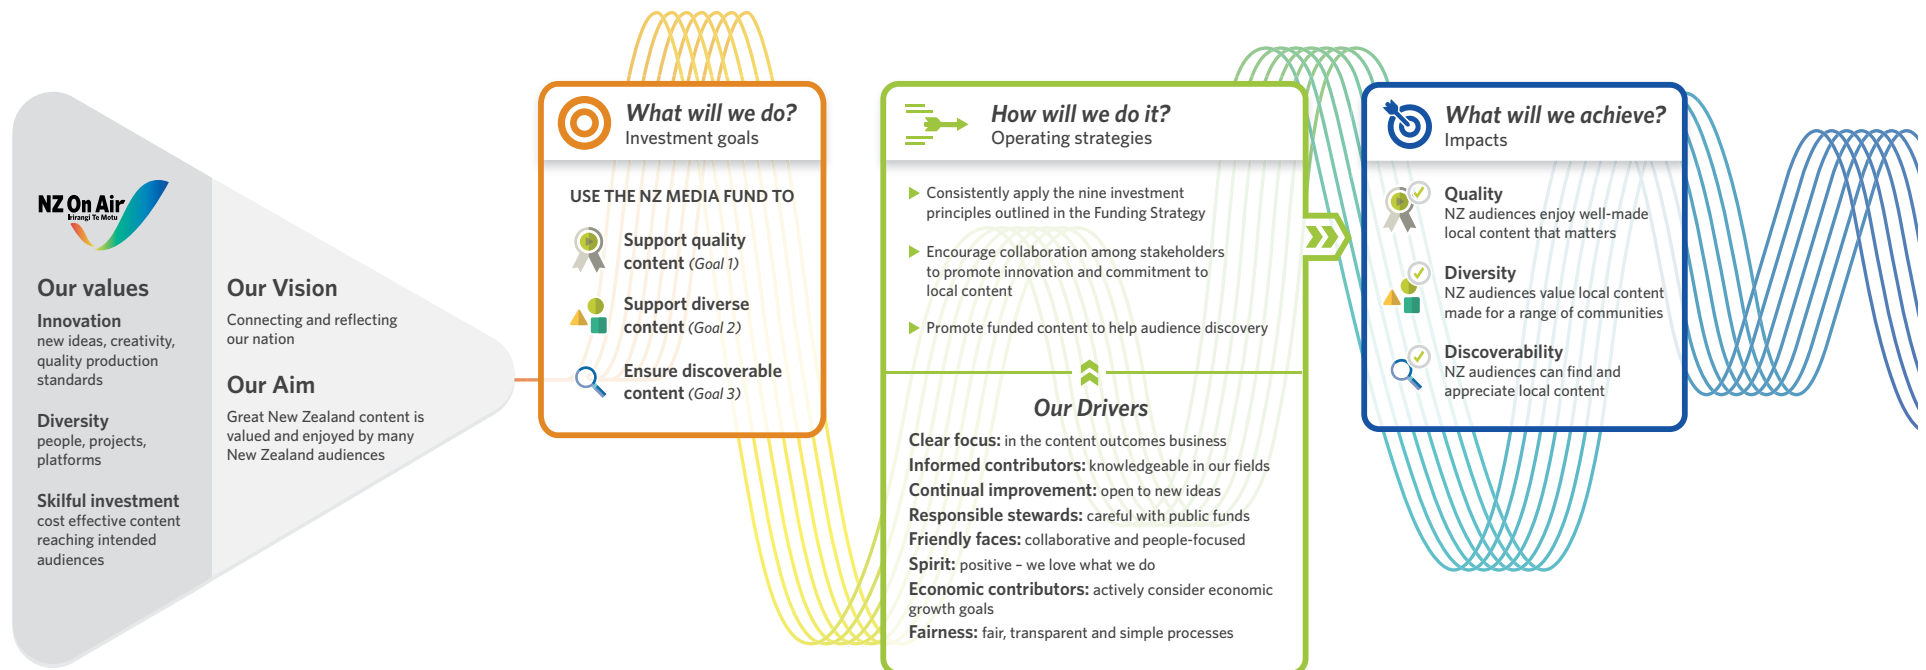 NZ On Air
Irirangi Te Motu
Our values
Innovation
new ideas, creativity,
quality production
standards
Diversity
people, projects,
platforms
Skilful investment
cost effective content
reaching intended
audiences
Our Vision
Connecting and reflecting
our nation
Our Aim
Great New Zealand content is
valued and enjoyed by many
New Zealand audiences
What will we do?
Investment goals
USE THE NZ MEDIA FUND TO
Support quality
content (Goal 1)
Support diverse
content (Goal 2)
Ensure discoverable
content (Goal 3)
How will we do it?
Operating strategies
Consistently apply the nine investment
principles outlined in the Funding Strategy
Encourage collaboration among stakeholders
to promote innovation and commitment to
local content
Promote funded content to help audience discovery
Our Drivers
Clear focus: in the content outcomes business
Informed contributors: knowledgeable in our fields
Continual improvement: open to new ideas
Responsible stewards: careful with public funds
Friendly faces: collaborative and people-focused
Spirit: positive – we love what we do
Economic contributors: actively consider economic
growth goals
Fairness: fair, transparent and simple processes
What will we achieve?
Impacts
Quality
NZ audiences enjoy well-made
local content that matters
Diversity
NZ audiences value local content
made for a range of communities
Discoverability
NZ audiences can find and
appreciate local content